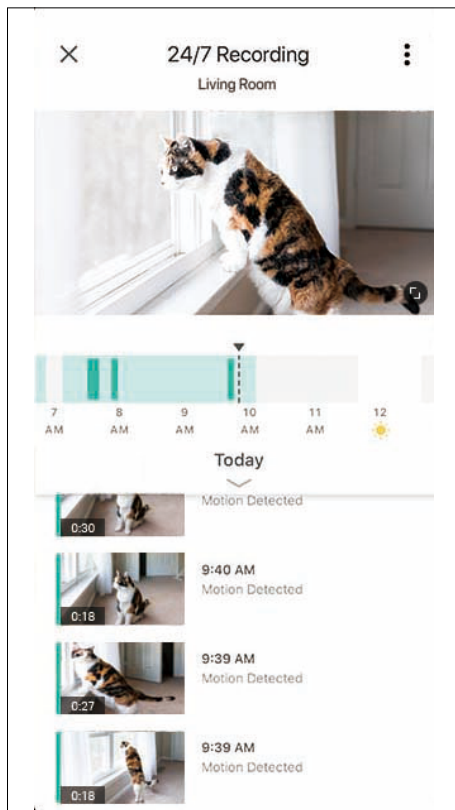 24/7 Recording
Living Room
7 8 9 10 11 12
AM AM AM AM AM
Today
Motion Detected
0:30
9:40 AM
Motion Detected
0:18
9:39 AM
Motion Detected
0:27
9:39 AM
Motion Detected
0:18